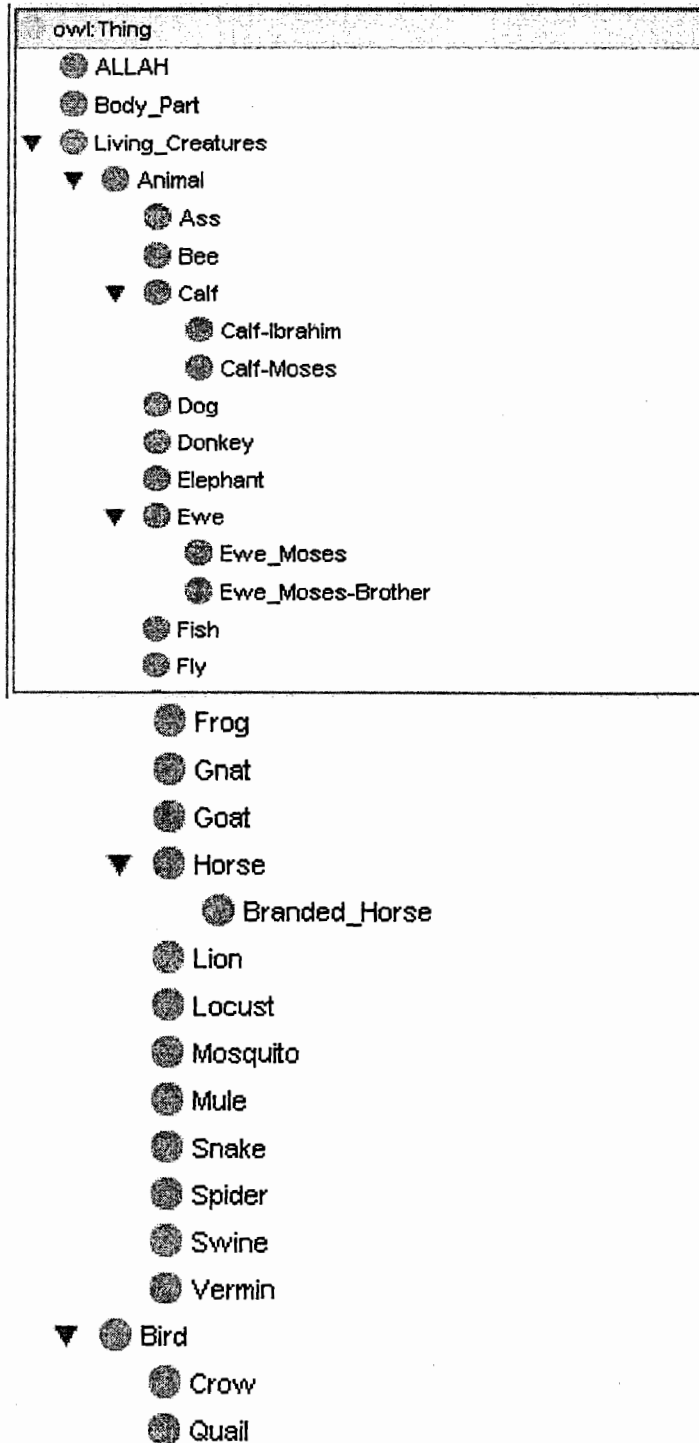 owl:Thing
ALLAH
Body_Part
Living_Creatures
Animal
Ass
Bee
Calf
Calf-Ibrahim
Calf-Moses
Dog
Donkey
Elephant
Ewe
Ewe_Moses
Ewe_Moses-Brother
Fish
Fly
Frog
Gnat
Goat
Horse
Branded_Horse
Lion
Locust
Mosquito
Mule
Snake
Spider
Swine
Vermin
Bird
Crow
Quail